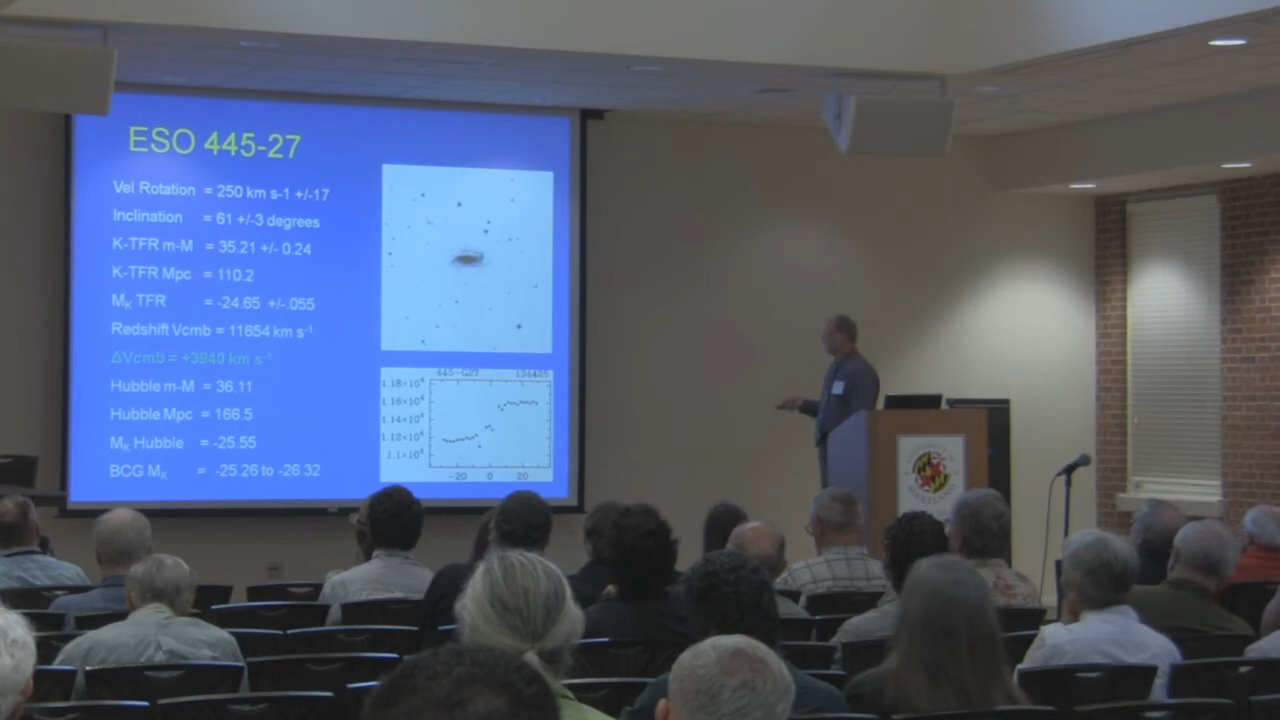 ESO 445-27
Vel Rotation = 250 km s-1 +/-17
Inclination = 61 +/-3 degrees
K-TFR m-M = 35.21 +/- 0.24
K-TFR Mpc = 110.2
MK TFR = -24.65 +/-.055
Redshift Vcmb = 11654 km s-1
ΔVcmb = +3940 km s-1
Hubble m-M = 36.11
Hubble Mpc = 166.5
MK Hubble = -25.55
BCG MK = -25.26 to -26.32
445-G27
1.18×10⁴
1.16×10⁴
1.14×10⁴
1.12×10⁴
1.1×10⁴
-20 0 20
MARYLAND